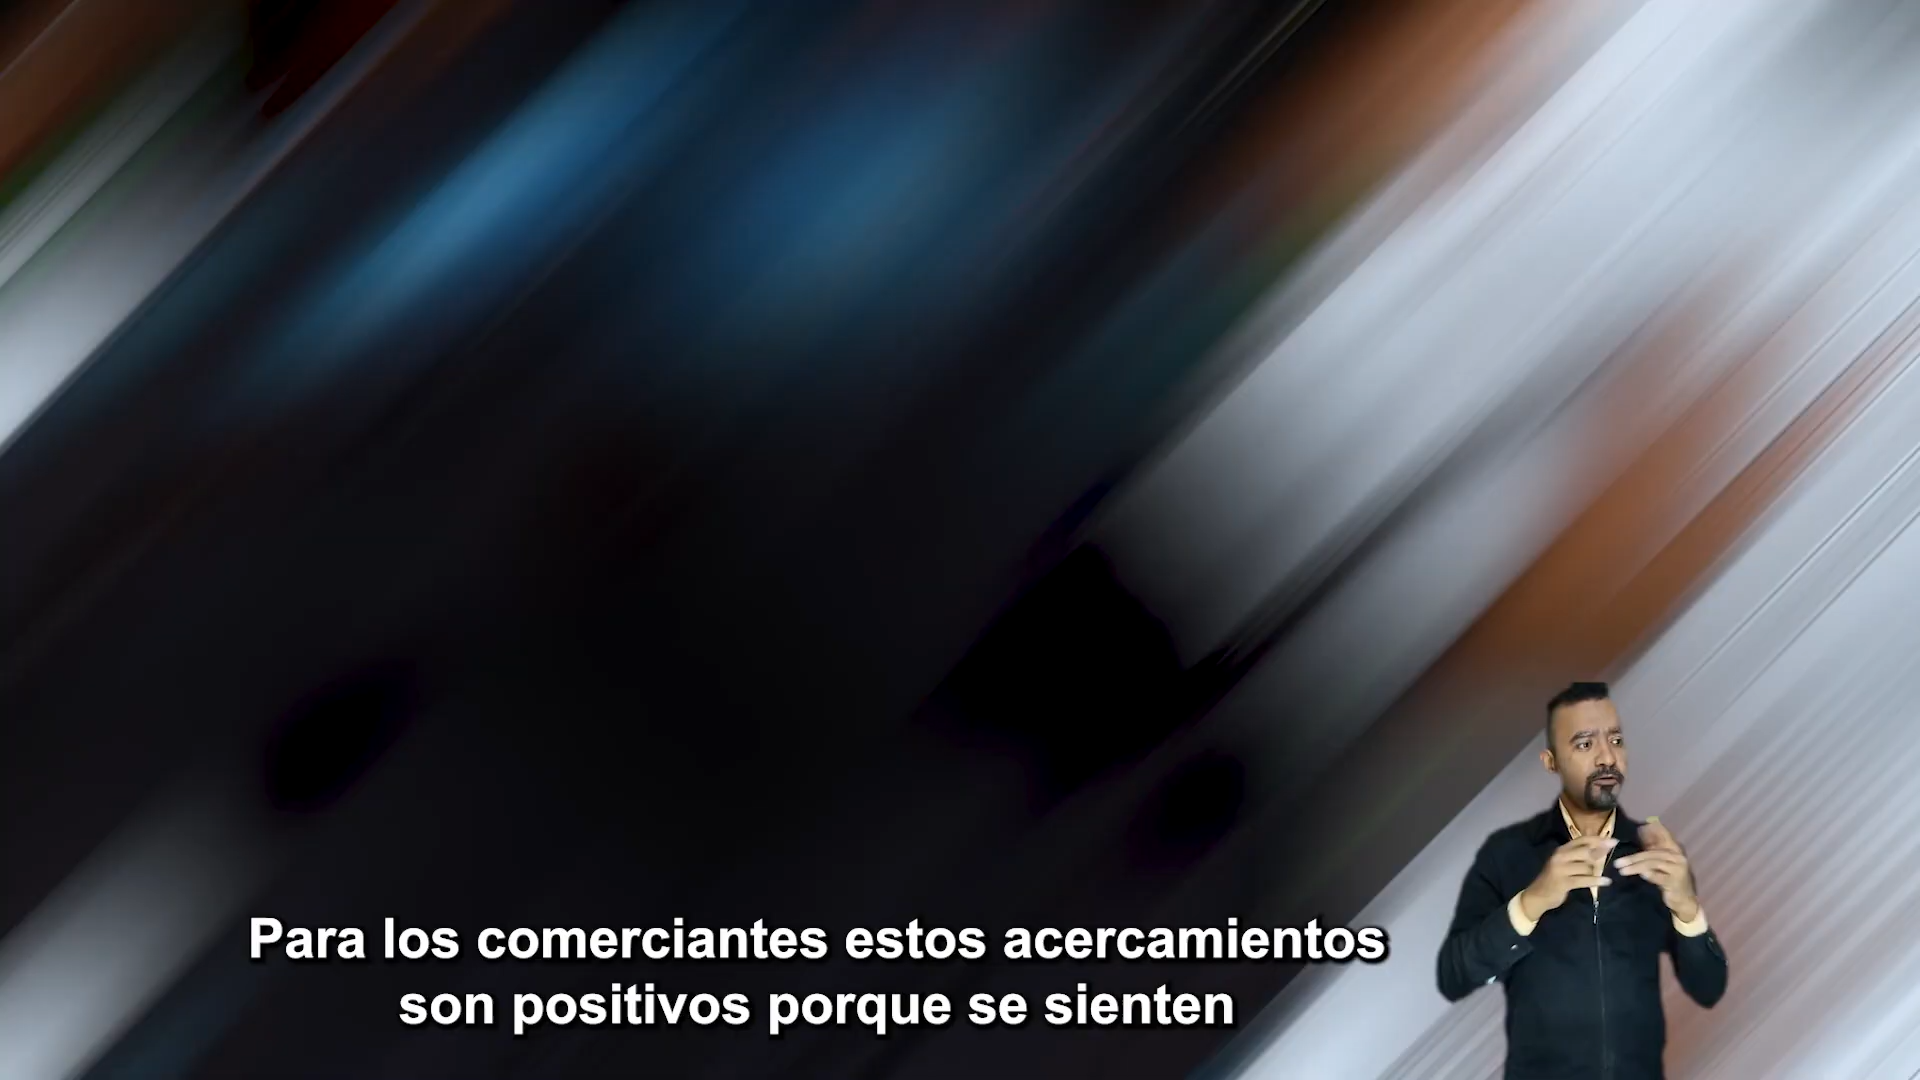 Para los comerciantes estos acercamientos
son positivos porque se sienten